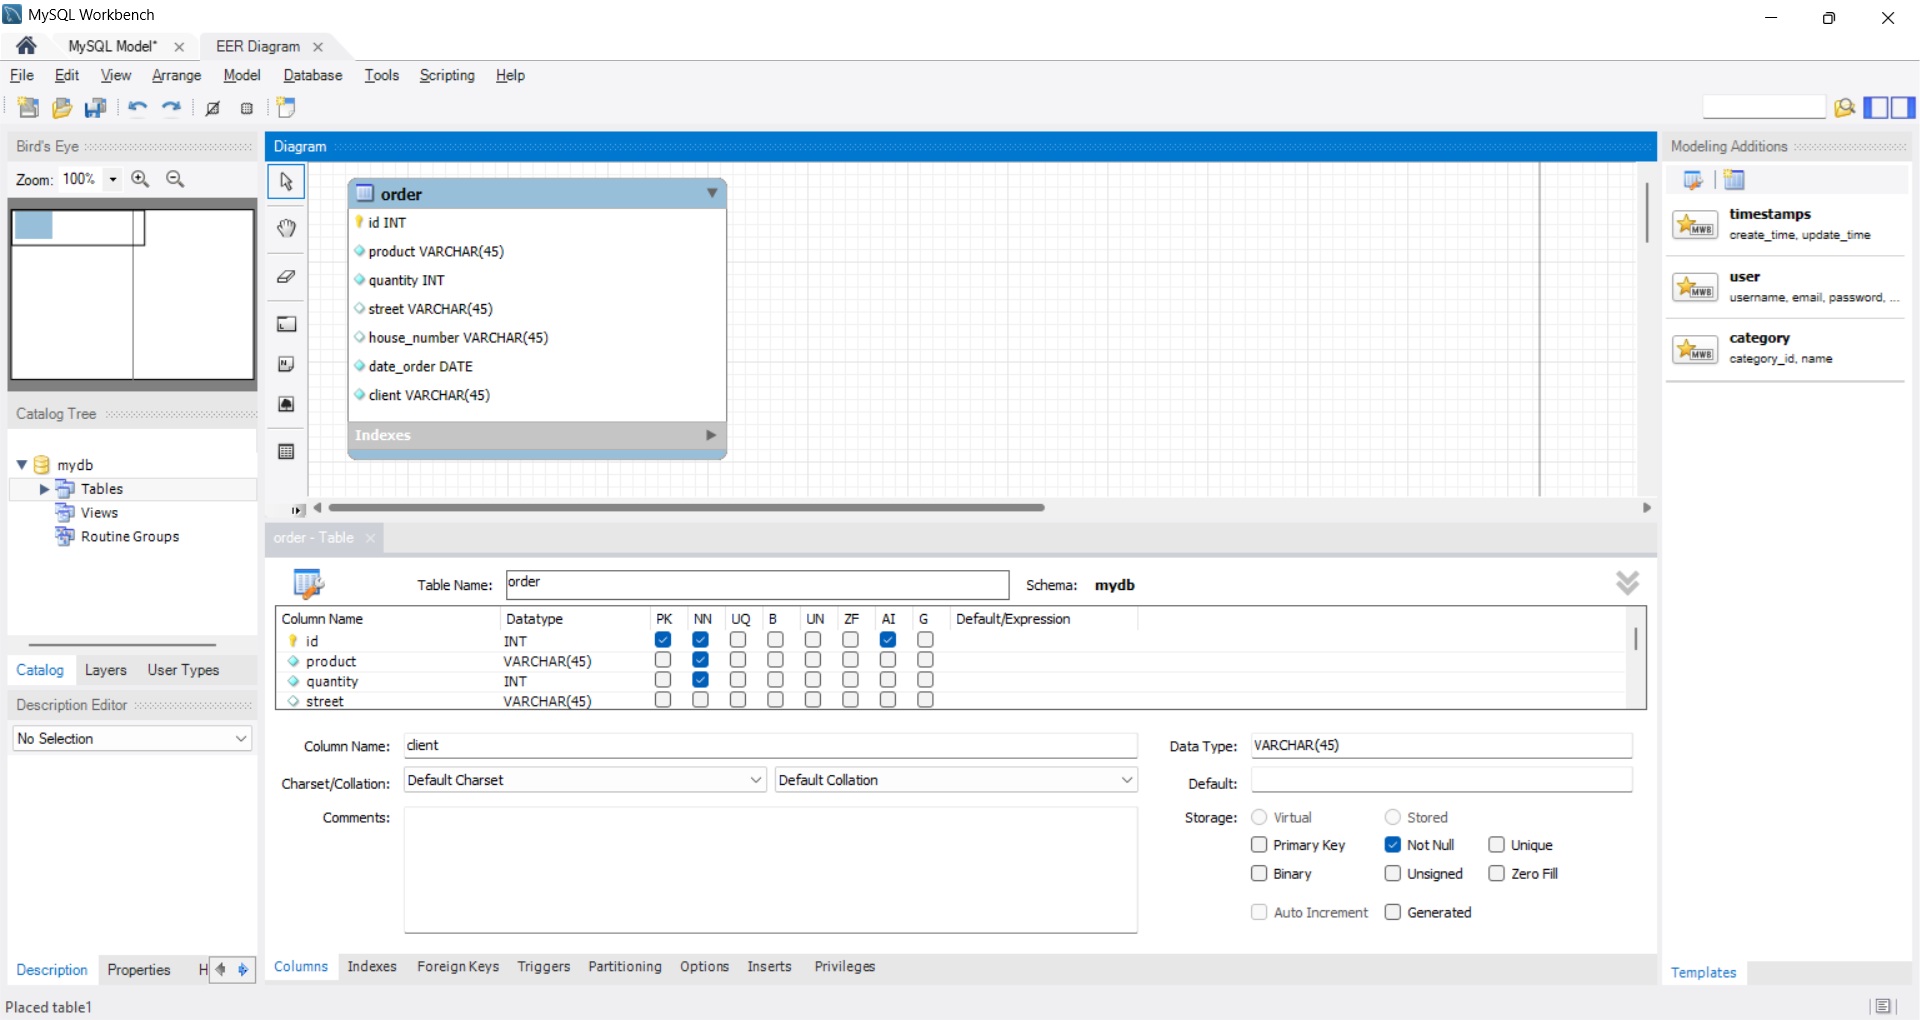 MySQL Workbench
MySQL Model*
EER Diagram
File Edit View Arrange Model Database Tools Scripting Help
Bird's Eye
Zoom: 100%
Catalog Tree
mydb
Tables
Views
Routine Groups
Catalog Layers User Types
Description Editor
No Selection
Description Properties H
Placed table1
Diagram
order
id INT
product VARCHAR(45)
quantity INT
street VARCHAR(45)
house_number VARCHAR(45)
date_order DATE
client VARCHAR(45)
Indexes
order - Table
Table Name: order Schema: mydb
Column Name Datatype PK NN UQ B UN ZF AI G Default/Expression
id INT
product VARCHAR(45)
quantity INT
street VARCHAR(45)
Column Name: client Data Type: VARCHAR(45)
Charset/Collation: Default Charset Default Collation Default:
Comments: Storage: Virtual Stored
Primary Key Not Null Unique
Binary Unsigned Zero Fill
Auto Increment Generated
Columns Indexes Foreign Keys Triggers Partitioning Options Inserts Privileges
Modeling Additions
MWB
timestamps
create_time, update_time
MWB
user
username, email, password, ...
MWB
category
category_id, name
Templates